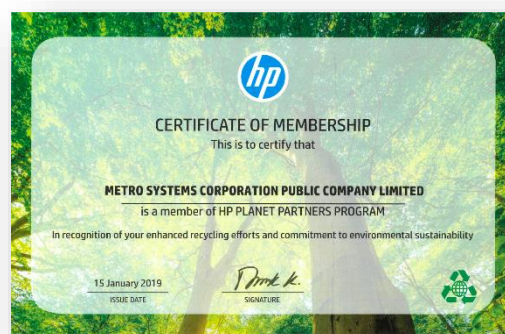 hp
CERTIFICATE OF MEMBERSHIP
This is to certify that
METRO SYSTEMS CORPORATION PUBLIC COMPANY LIMITED
is a member of HP PLANET PARTNERS PROGRAM
In recognition of your enhanced recycling efforts and commitment to environmental sustainability
15 January 2019
ISSUE DATE
SIGNATURE